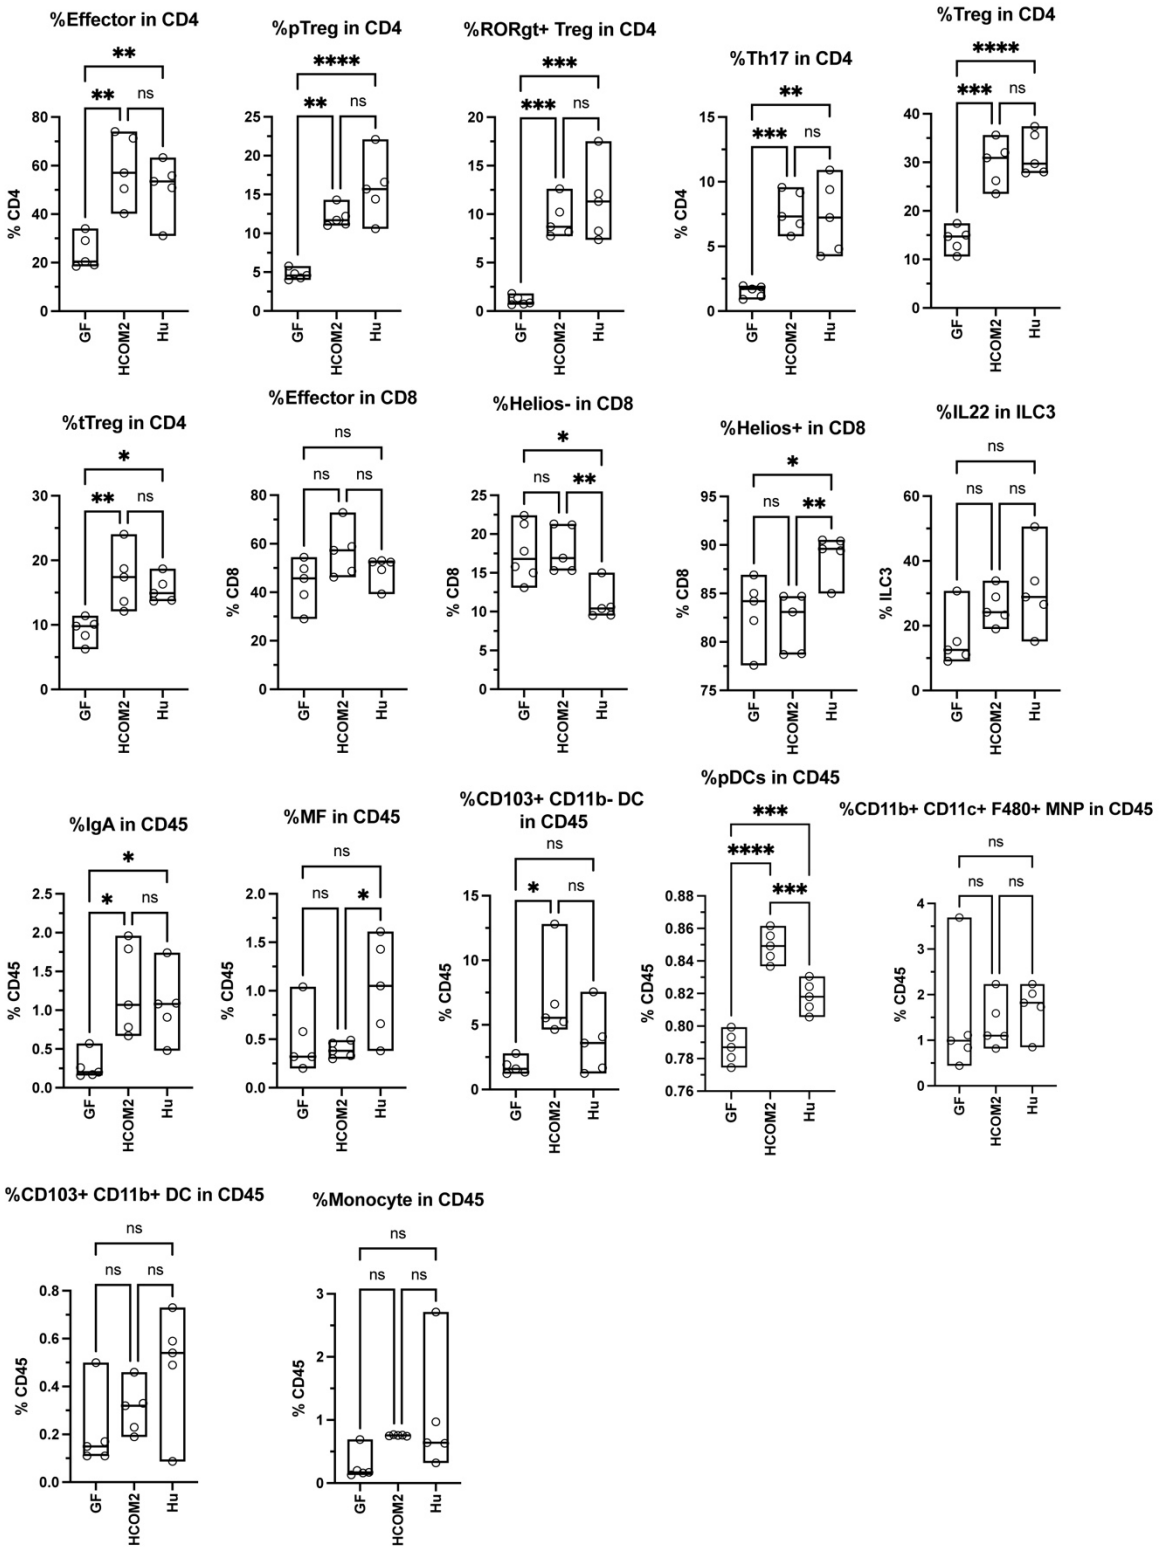 %Effector in CD4
**
**
ns
% CD4
80
60
40
20
0
GF
HCOM2
Hu
%pTreg in CD4
****
**
ns
25
20
15
10
5
0
GF
HCOM2
Hu
%RORgt+ Treg in CD4
***
***
ns
20
15
10
5
0
GF
HCOM2
Hu
%Th17 in CD4
**
***
ns
% CD4
15
10
5
0
GF
HCOM2
Hu
%Treg in CD4
****
***
ns
40
30
20
10
0
GF
HCOM2
Hu
%tTreg in CD4
*
**
ns
30
20
10
0
GF
HCOM2
Hu
%Effector in CD8
ns
ns
ns
% CD8
80
60
40
20
0
GF
HCOM2
Hu
%Helios- in CD8
*
ns
**
% CD8
25
20
15
10
5
0
GF
HCOM2
Hu
%Helios+ in CD8
*
ns
**
% CD8
95
90
85
80
75
GF
HCOM2
Hu
%IL22 in ILC3
ns
ns
ns
% ILC3
60
40
20
0
GF
HCOM2
Hu
%IgA in CD45
*
*
ns
% CD45
2.5
2.0
1.5
1.0
0.5
0.0
GF
HCOM2
Hu
%MF in CD45
ns
ns
*
% CD45
2.0
1.5
1.0
0.5
0.0
GF
HCOM2
Hu
%CD103+ CD11b- DC
in CD45
ns
*
ns
% CD45
15
10
5
0
GF
HCOM2
Hu
%pDCs in CD45
***
****
***
% CD45
0.88
0.86
0.84
0.82
0.80
0.78
0.76
GF
HCOM2
Hu
%CD11b+ CD11c+ F480+ MNP in CD45
ns
ns
ns
% CD45
4
3
2
1
0
GF
HCOM2
Hu
%CD103+ CD11b+ DC in CD45
ns
ns
ns
% CD45
0.8
0.6
0.4
0.2
0.0
GF
HCOM2
Hu
%Monocyte in CD45
ns
ns
ns
% CD45
3
2
1
0
GF
HCOM2
Hu